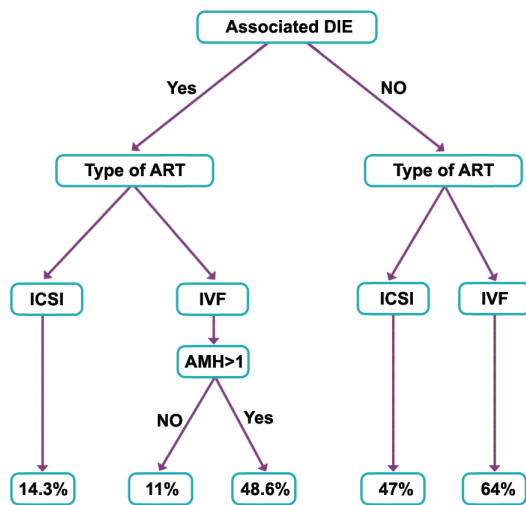 Associated DIE
Yes
NO
Type of ART
Type of ART
ICSI
IVF
ICSI
IVF
AMH>1
NO
Yes
14.3%
11%
48.6%
47%
64%